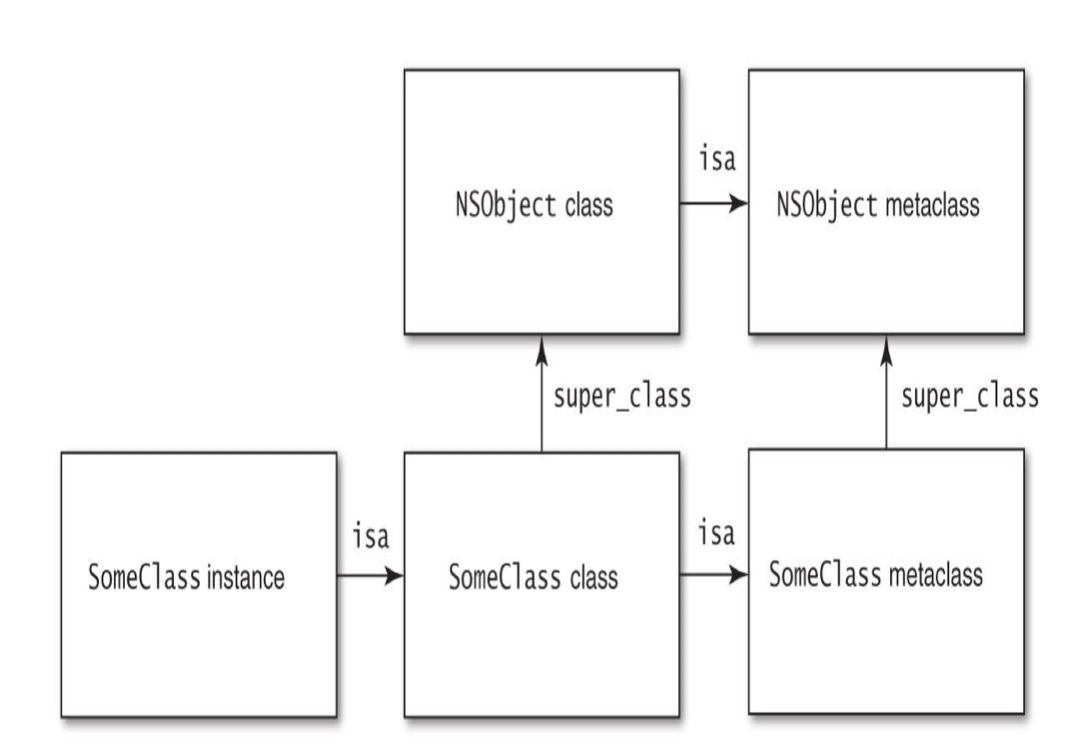 isa
NSObject class
NSObject metaclass
super_class
super_class
isa
isa
SomeClass instance
SomeClass class
SomeClass metaclass